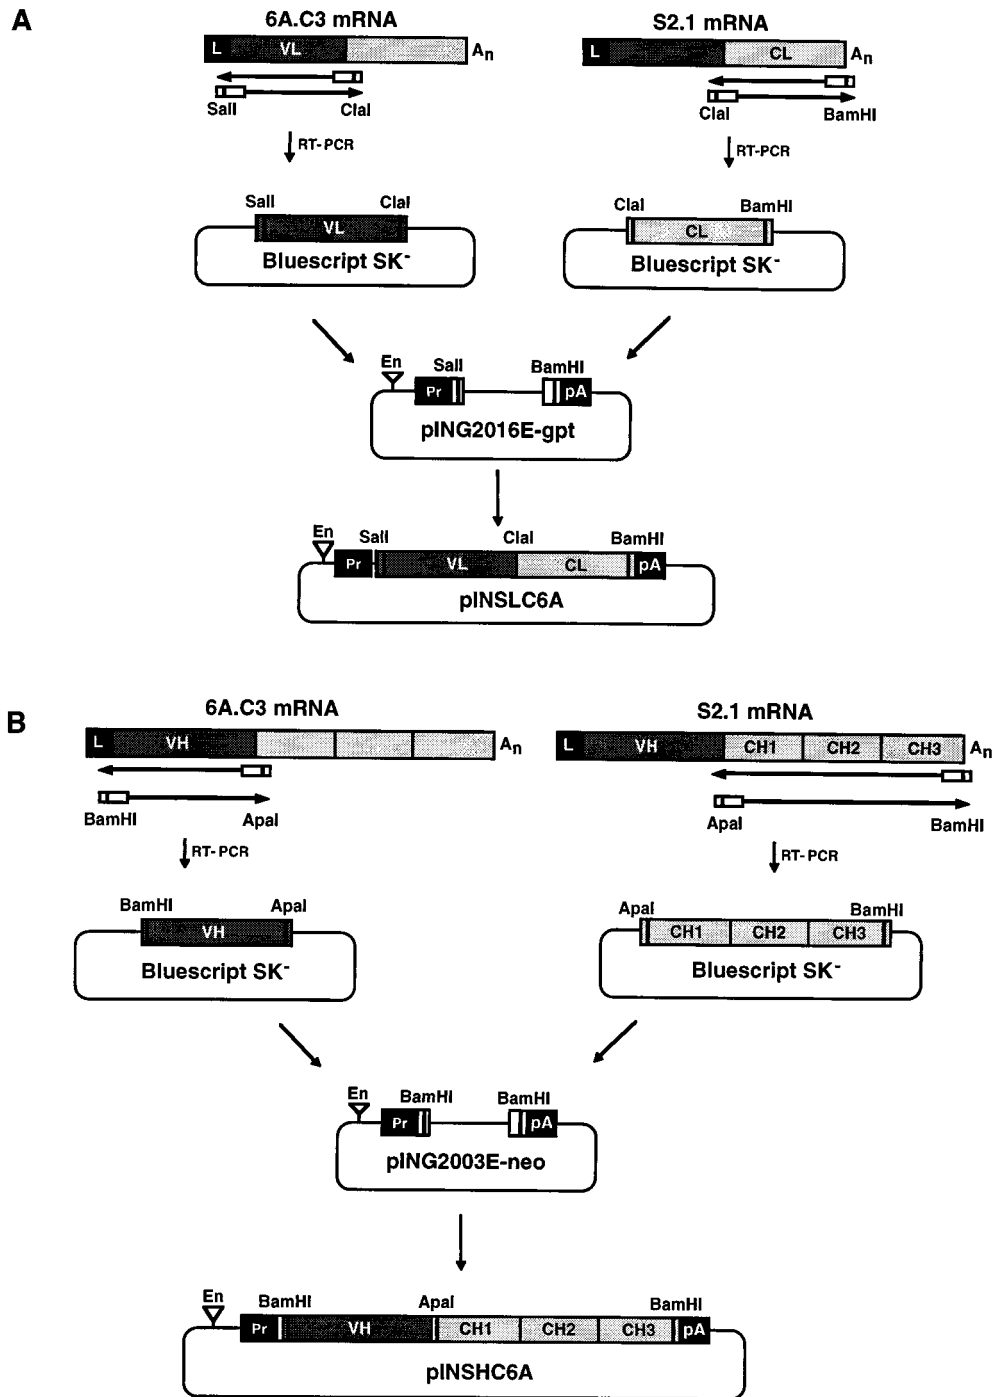 A
6A.C3 mRNA
L VL An
SalI ClaI
RT-PCR
SalI ClaI
VL
Bluescript SK-
S2.1 mRNA
L CL An
ClaI BamHI
RT-PCR
ClaI BamHI
CL
Bluescript SK-
En SalI BamHI
Pr pA
pING2016E-gpt
En SalI ClaI BamHI
Pr VL CL pA
pINSLC6A
B
6A.C3 mRNA
L VH An
BamHI ApaI
RT-PCR
BamHI ApaI
VH
Bluescript SK-
S2.1 mRNA
L VH CH1 CH2 CH3 An
ApaI BamHI
RT-PCR
ApaI BamHI
CH1 CH2 CH3
Bluescript SK-
En BamHI BamHI
Pr pA
pING2003E-neo
En BamHI ApaI BamHI
Pr VH CH1 CH2 CH3 pA
pINSHC6A